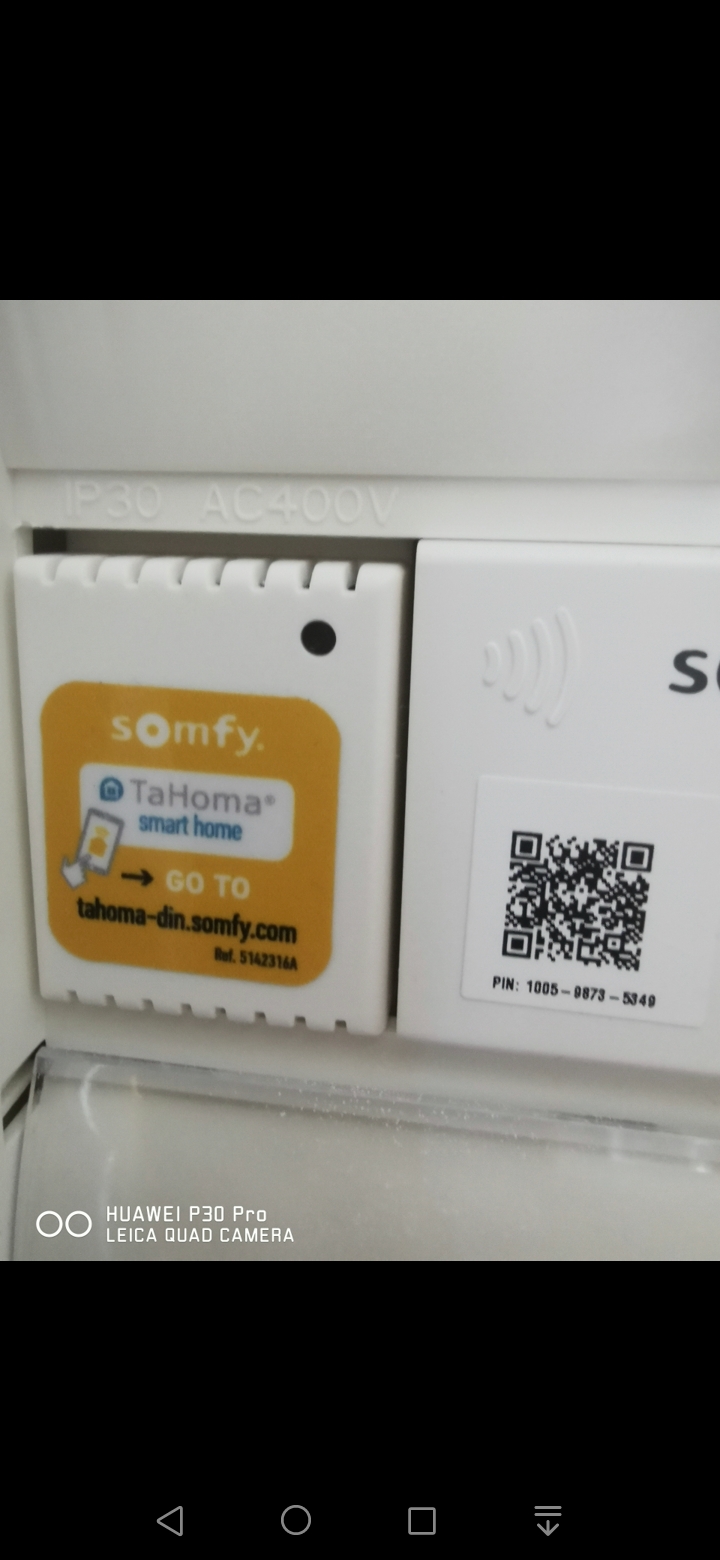 IP30 AC400V
somfy.
TaHoma®
smart home
→ GO TO
tahoma-din.somfy.com
Ref. 5142316A
so
PIN: 1005-9873-5349
HUAWEI P30 Pro
LEICA QUAD CAMERA